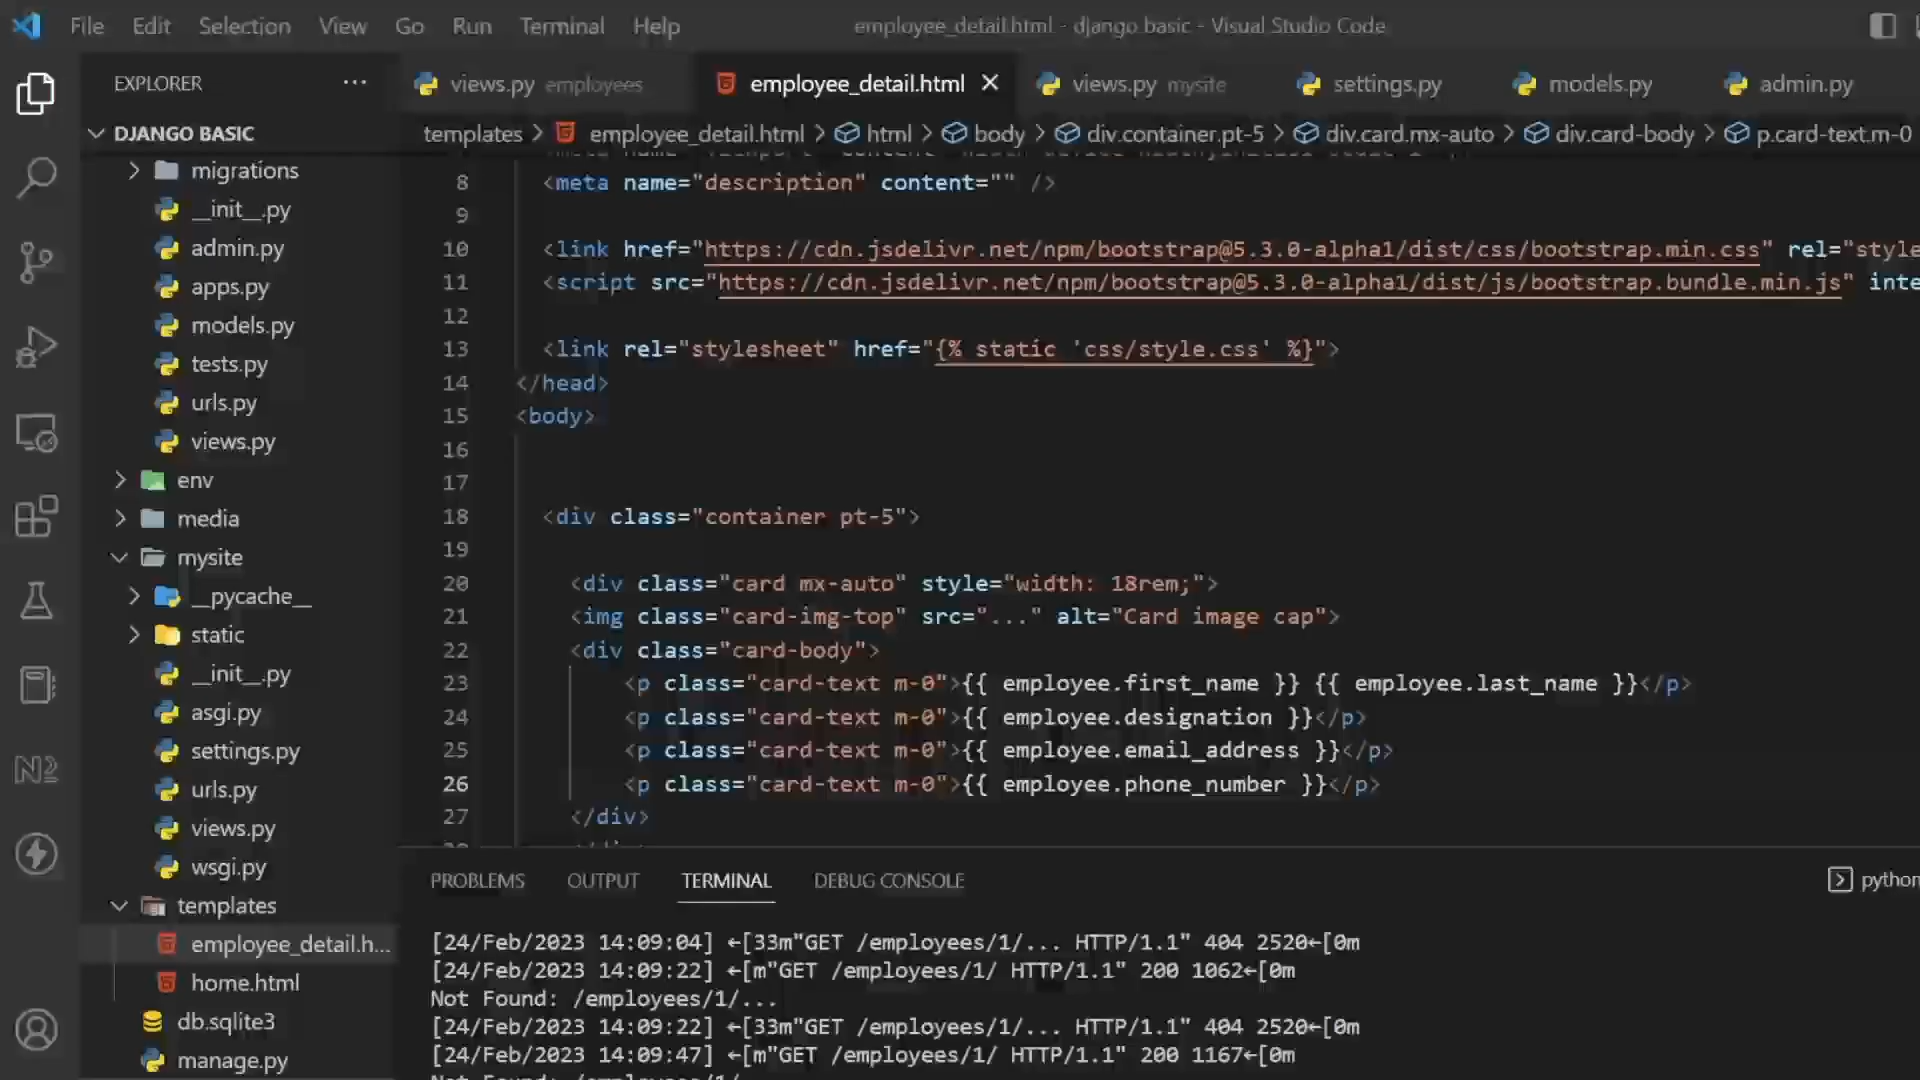 File Edit Selection View Go Run Terminal Help employee_detail.html - django basic - Visual Studio Code
EXPLORER ...
views.py employees employee_detail.html views.py mysite settings.py models.py admin.py
DJANGO BASIC
templates > employee_detail.html > html > body > div.container.pt-5 > div.card.mx-auto > div.card-body > p.card-text.m-0
migrations
__init__.py
admin.py
apps.py
models.py
tests.py
urls.py
views.py
env
media
mysite
__pycache__
static
__init__.py
asgi.py
settings.py
urls.py
views.py
wsgi.py
templates
employee_detail.h...
home.html
db.sqlite3
manage.py
8 <meta name="description" content="" />
9
10 <link href="https://cdn.jsdelivr.net/npm/bootstrap@5.3.0-alpha1/dist/css/bootstrap.min.css" rel="style
11 <script src="https://cdn.jsdelivr.net/npm/bootstrap@5.3.0-alpha1/dist/js/bootstrap.bundle.min.js" inte
12
13 <link rel="stylesheet" href="{% static 'css/style.css' %}">
14 </head>
15 <body>
16
17
18 <div class="container pt-5">
19
20 <div class="card mx-auto" style="width: 18rem;">
21 <img class="card-img-top" src="..." alt="Card image cap">
22 <div class="card-body">
23 <p class="card-text m-0">{{ employee.first_name }} {{ employee.last_name }}</p>
24 <p class="card-text m-0">{{ employee.designation }}</p>
25 <p class="card-text m-0">{{ employee.email_address }}</p>
26 <p class="card-text m-0">{{ employee.phone_number }}</p>
27 </div>
PROBLEMS OUTPUT TERMINAL DEBUG CONSOLE python
[24/Feb/2023 14:09:04] ←[33m"GET /employees/1/... HTTP/1.1" 404 2520←[0m
[24/Feb/2023 14:09:22] ←[m"GET /employees/1/ HTTP/1.1" 200 1062←[0m
Not Found: /employees/1/...
[24/Feb/2023 14:09:22] ←[33m"GET /employees/1/... HTTP/1.1" 404 2520←[0m
[24/Feb/2023 14:09:47] ←[m"GET /employees/1/ HTTP/1.1" 200 1167←[0m